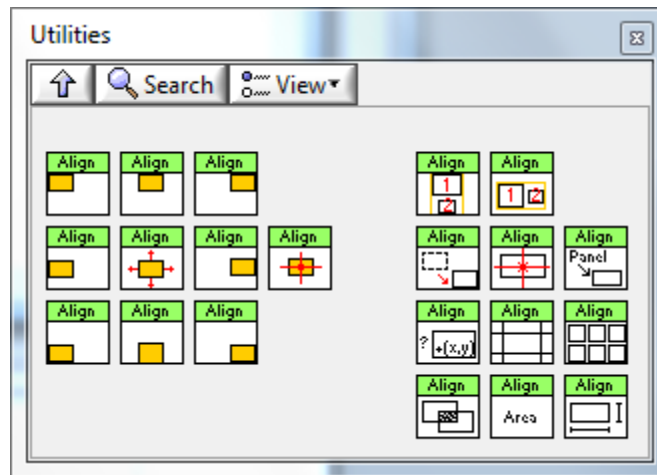 Utilities
Search View
Align Align Align Align Align
1 2 1 2
Align Align Align Align Align Align Align
Panel
Align Align Align Align Align Align
? +(x,y)
Align Align Align
Area